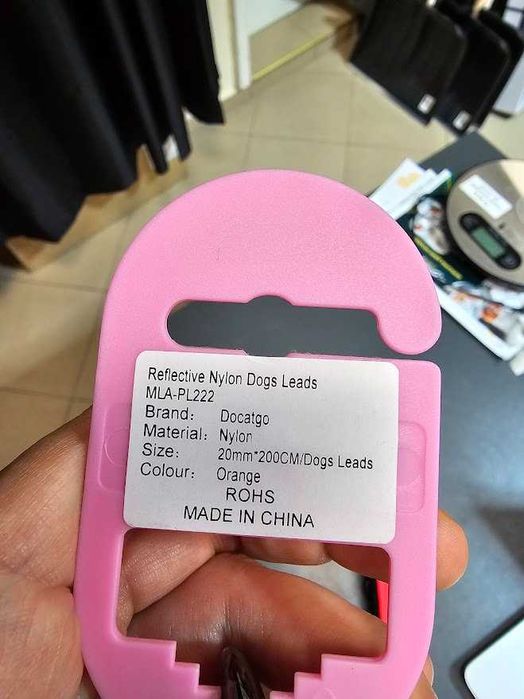 Reflective Nylon Dogs Leads
MLA-PL222
Brand： Docatgo
Material： Nylon
Size： 20mm*200CM/Dogs Leads
Colour： Orange
ROHS
MADE IN CHINA